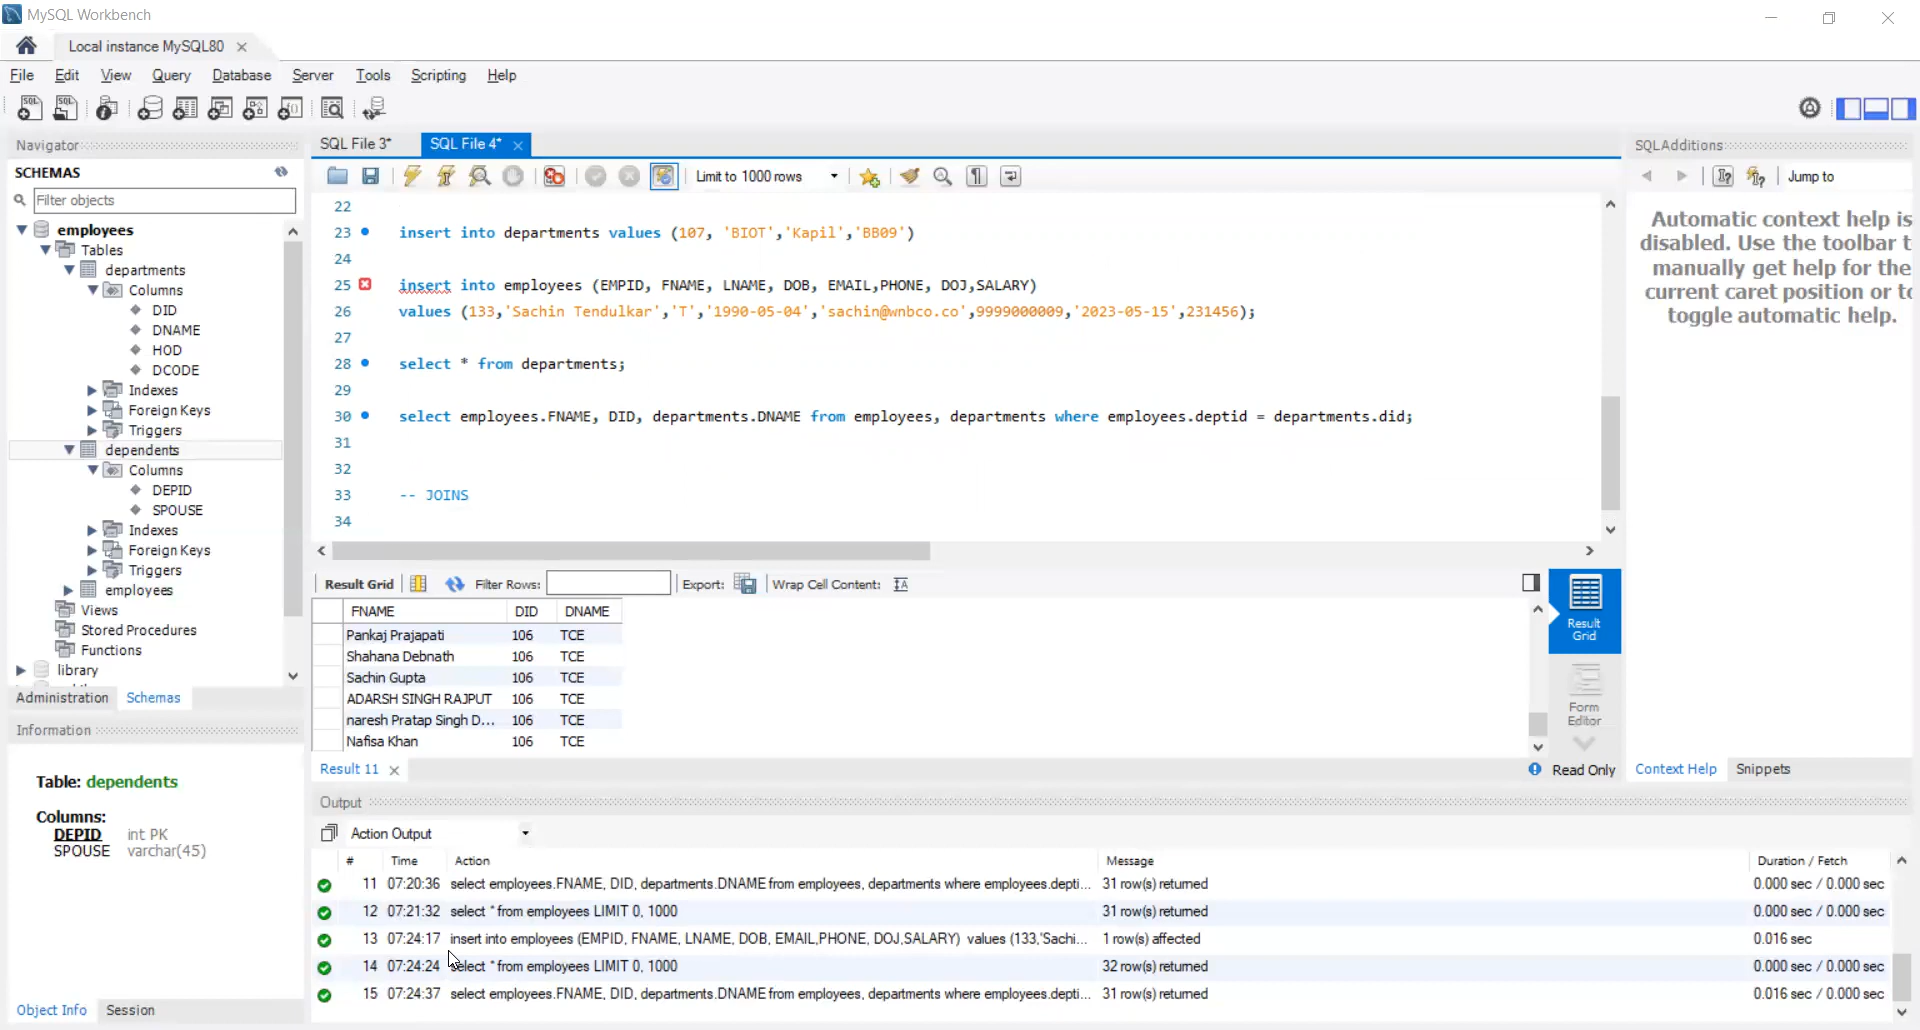 MySQL Workbench
Local instance MySQL80
File Edit View Query Database Server Tools Scripting Help
Navigator
SCHEMAS
Filter objects
employees
Tables
departments
Columns
DID
DNAME
HOD
DCODE
Indexes
Foreign Keys
Triggers
dependents
Columns
DEPID
SPOUSE
Indexes
Foreign Keys
Triggers
employees
Views
Stored Procedures
Functions
library
Administration Schemas
Information
Table: dependents
Columns:
DEPID int PK
SPOUSE varchar(45)
Object Info Session
SQL File 3* SQL File 4*
Limit to 1000 rows
22
23 insert into departments values (107, 'BIOT','Kapil','BB09')
24
25 insert into employees (EMPID, FNAME, LNAME, DOB, EMAIL,PHONE, DOJ,SALARY)
26 values (133,'Sachin Tendulkar','T','1990-05-04','sachin@wnbco.co',9999000009,'2023-05-15',231456);
27
28 select * from departments;
29
30 select employees.FNAME, DID, departments.DNAME from employees, departments where employees.deptid = departments.did;
31
32
33 -- JOINS
34
Result Grid Filter Rows: Export: Wrap Cell Content:
FNAME DID DNAME
Pankaj Prajapati 106 TCE
Shahana Debnath 106 TCE
Sachin Gupta 106 TCE
ADARSH SINGH RAJPUT 106 TCE
naresh Pratap Singh D... 106 TCE
Nafisa Khan 106 TCE
Result Grid
Form Editor
Result 11
Read Only
SQLAdditions
Jump to
Automatic context help is
disabled. Use the toolbar t
manually get help for the
current caret position or to
toggle automatic help.
Context Help Snippets
Output
Action Output
# Time Action Message Duration / Fetch
11 07:20:36 select employees.FNAME, DID, departments.DNAME from employees, departments where employees.depti... 31 row(s) returned 0.000 sec / 0.000 sec
12 07:21:32 select * from employees LIMIT 0, 1000 31 row(s) returned 0.000 sec / 0.000 sec
13 07:24:17 insert into employees (EMPID, FNAME, LNAME, DOB, EMAIL,PHONE, DOJ,SALARY) values (133,'Sachi... 1 row(s) affected 0.016 sec
14 07:24:24 select * from employees LIMIT 0, 1000 32 row(s) returned 0.000 sec / 0.000 sec
15 07:24:37 select employees.FNAME, DID, departments.DNAME from employees, departments where employees.depti... 31 row(s) returned 0.016 sec / 0.000 sec